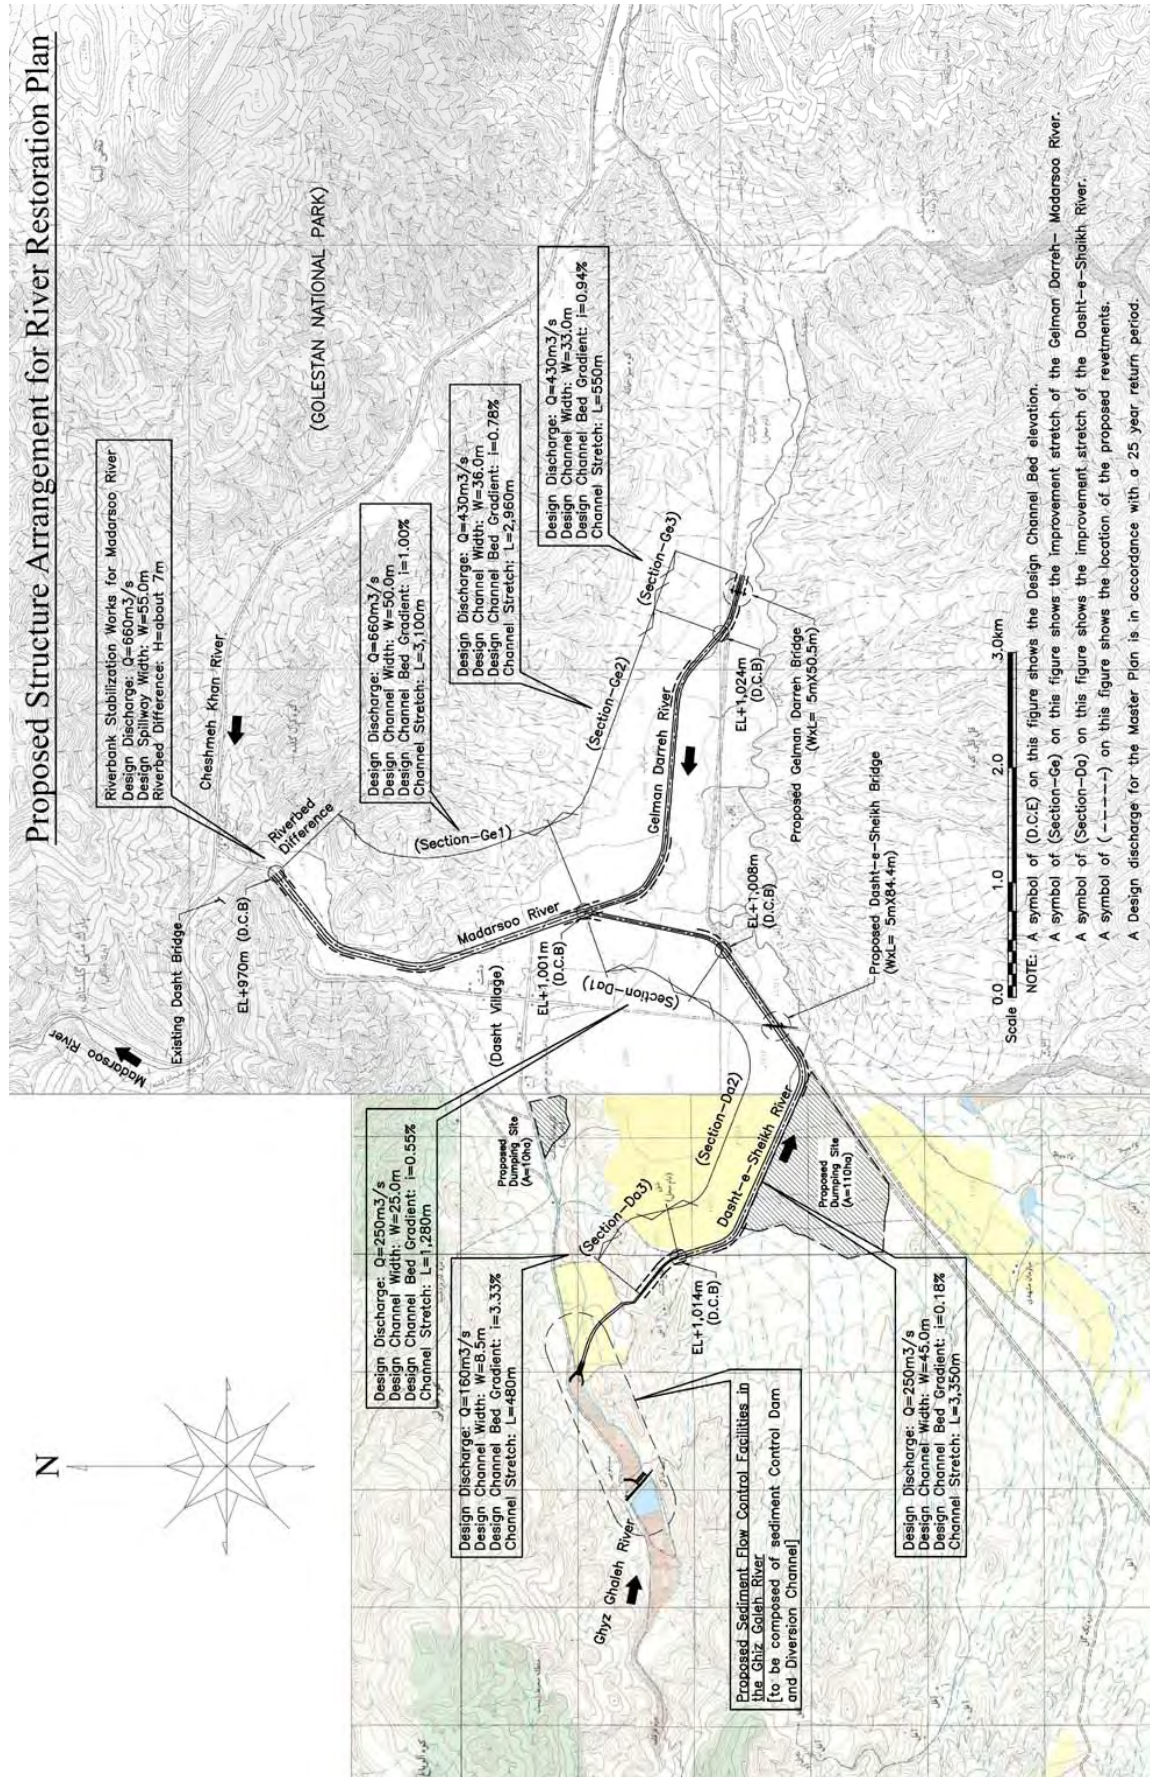 Proposed Structure Arrangement for River Restoration Plan
N
Riverbank Stabilization Works for Madarsoo River
Design Discharge: Q=660m3/s
Design Spillway Width: W=55.0m
Riverbed Difference: H=about 7m
(GOLESTAN NATIONAL PARK)
Cheshmeh Khan River
Madarsoo River
Existing Dasht Bridge
EL+970m (D.C.B)
Riverbed
Difference
Design Discharge: Q=660m3/s
Design Channel Width: W=50.0m
Design Channel Bed Gradient: i=1.00%
Channel Stretch: L=3,100m
Design Discharge: Q=430m3/s
Design Channel Width: W=36.0m
Design Channel Bed Gradient: i=0.78%
Channel Stretch: L=2,960m
Design Discharge: Q=430m3/s
Design Channel Width: W=33.0m
Design Channel Bed Gradient: i=0.94%
Channel Stretch: L=550m
Design Discharge: Q=250m3/s
Design Channel Width: W=25.0m
Design Channel Bed Gradient: i=0.55%
Channel Stretch: L=1,280m
Design Discharge: Q=160m3/s
Design Channel Width: W=8.5m
Design Channel Bed Gradient: i=3.33%
Channel Stretch: L=480m
(Section-Ge1)
(Section-Ge2)
(Section-Ge3)
Madarsoo River
(Dasht Village)
EL+1,001m
(D.C.B)
Gelman Darreh River
EL+1,024m
(D.C.B)
Proposed Gelman Darreh Bridge
(WxL= 5mX50.5m)
(Section-Da1)
(Section-Da2)
(Section-Da3)
EL+1,008m
(D.C.B)
Proposed Dasht-e-Sheikh Bridge
(WxL= 5mX84.4m)
Proposed
Dumping Site
(A=10ha)
Dasht-e-Sheikh River
Proposed
Dumping Site
(A=110ha)
EL+1,014m
(D.C.B)
Ghyz Ghaleh River
Proposed Sediment Flow Control Facilities in
the Ghiz Galeh River
[to be composed of sediment Control Dam
and Diversion Channel]
Design Discharge: Q=250m3/s
Design Channel Width: W=45.0m
Design Channel Bed Gradient: i=0.18%
Channel Stretch: L=3,350m
Scale
0.0 1.0 2.0 3.0km
NOTE: A symbol of (D.C.E) on this figure shows the Design Channel Bed elevation.
A symbol of (Section-Ge) on this figure shows the improvement stretch of the Gelman Darreh- Madarsoo River.
A symbol of (Section-Da) on this figure shows the improvement stretch of the Dasht-e-Shaikh River.
A symbol of (-----) on this figure shows the location of the proposed revetments.
A Design discharge for the Master Plan is in accordance with a 25 year return period.